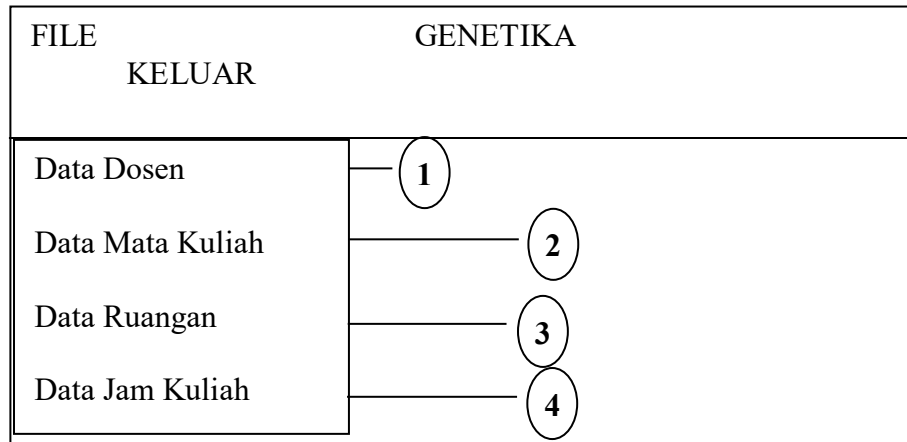 FILE GENETIKA
KELUAR
Data Dosen 1
Data Mata Kuliah 2
Data Ruangan 3
Data Jam Kuliah 4